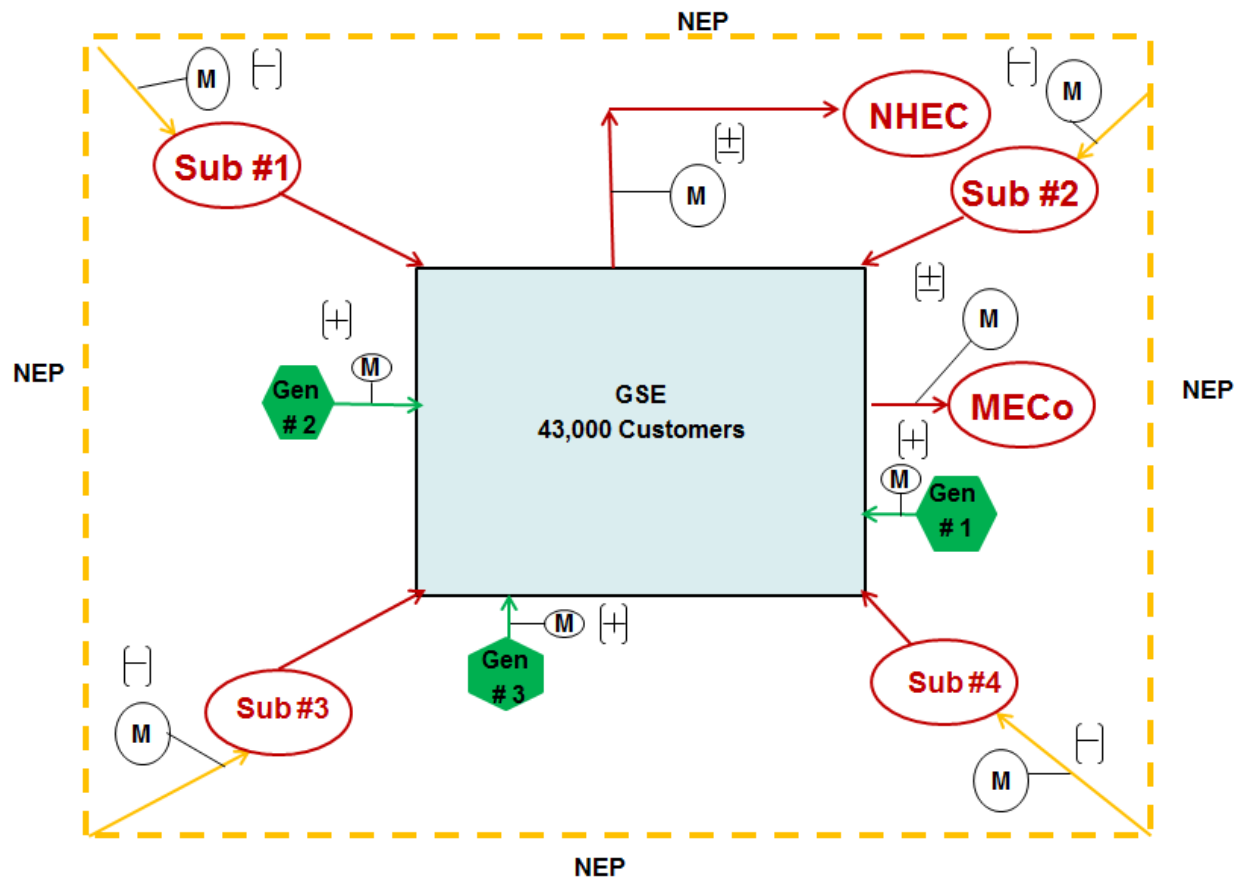 NEP
M
[−]
[−]
M
NHEC
Sub #1
[±]
M
Sub #2
[±]
M
[+]
M
NEP
NEP
Gen
# 2
GSE
43,000 Customers
MECo
[+]
M
Gen
# 1
M
[+]
[−]
Gen
# 3
Sub #3
Sub #4
M
[−]
M
NEP